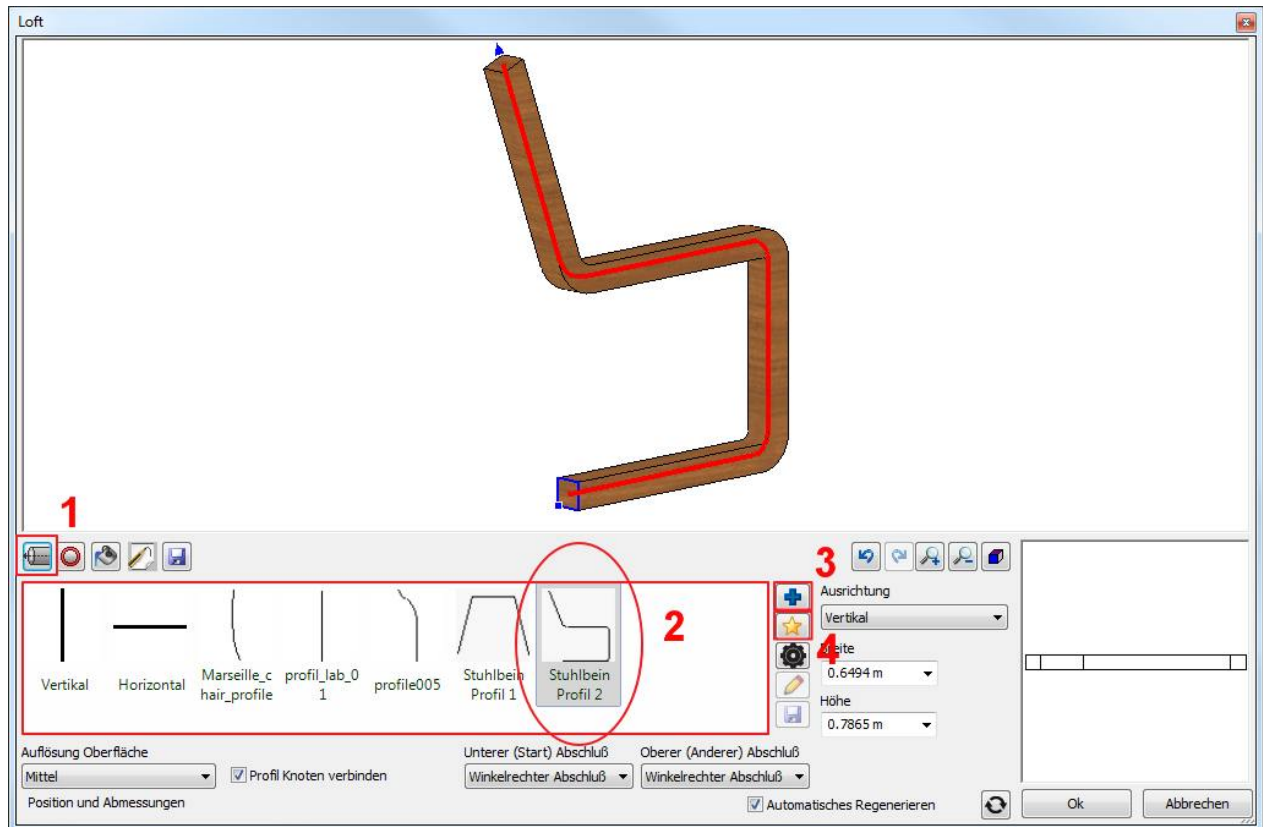 Loft
1
3
Ausrichtung
Vertikal
2
4
Breite
0.6494 m
Höhe
0.7865 m
Vertikal
Horizontal
Marseille_c
hair_profile
profil_lab_0
1
profile005
Stuhlbein
Profil 1
Stuhlbein
Profil 2
Auflösung Oberfläche
Unterer (Start) Abschluß
Oberer (Anderer) Abschluß
Mittel
Profil Knoten verbinden
Winkelrechter Abschluß
Winkelrechter Abschluß
Position und Abmessungen
Automatisches Regenerieren
Ok
Abbrechen